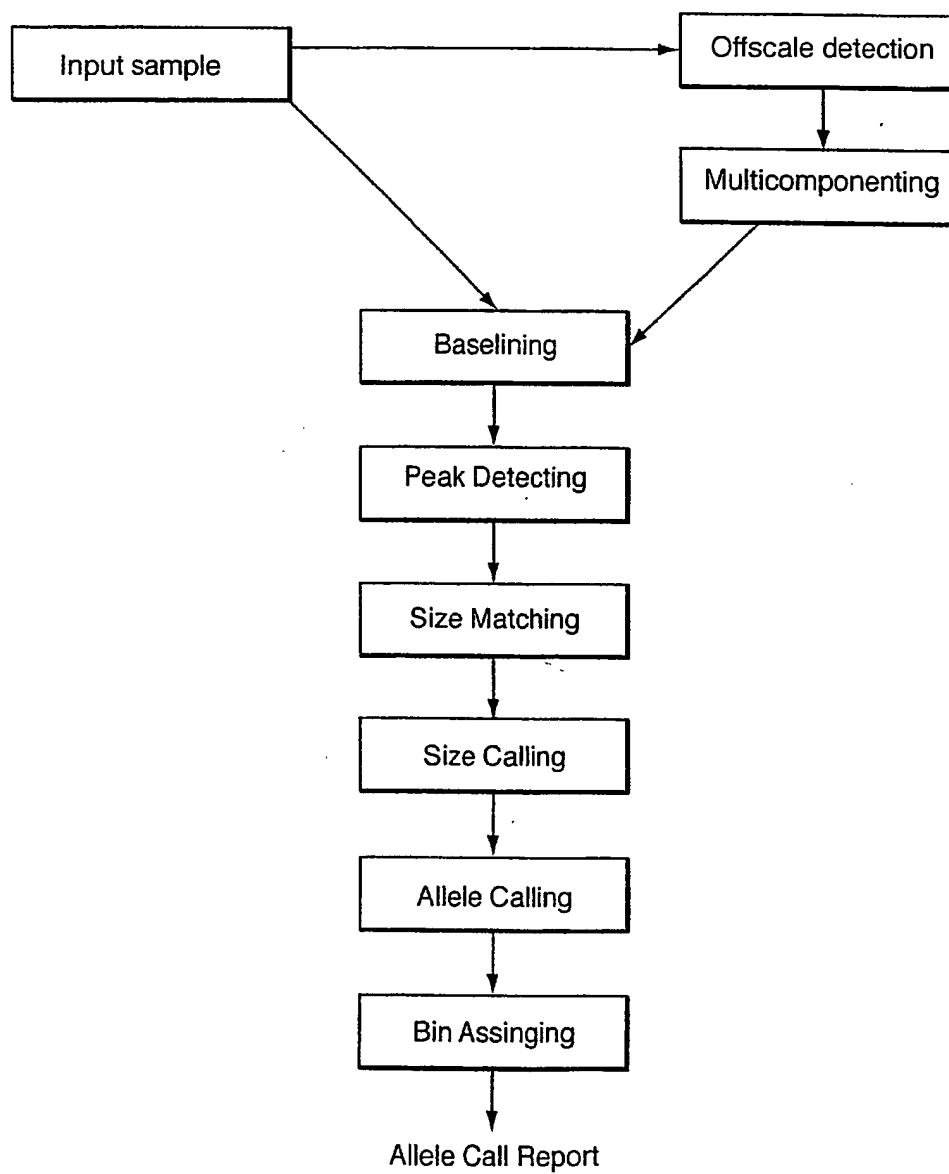 Input sample
Offscale detection
Multicomponenting
Baselining
Peak Detecting
Size Matching
Size Calling
Allele Calling
Bin Assinging
Allele Call Report